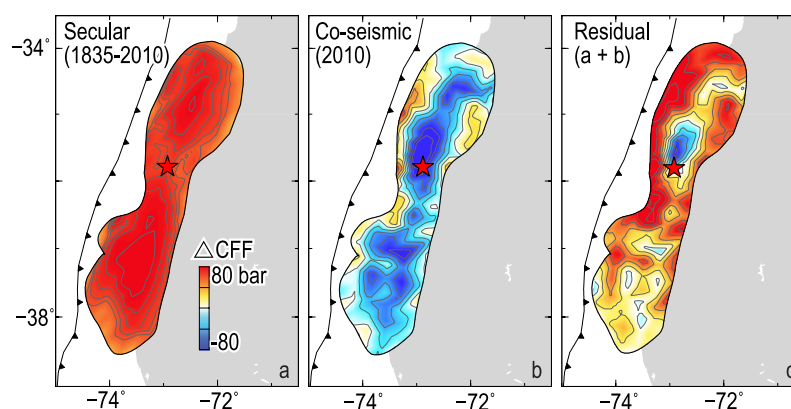 Secular
(1835-2010)
Co-seismic
(2010)
Residual
(a + b)
−34˚
−38˚
△CFF
80 bar
-80
a
b
−74˚
−72˚
−74˚
−72˚
−74˚
−72˚